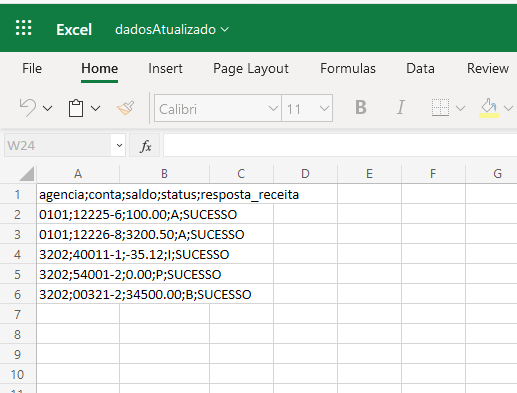 Excel dadosAtualizado
File Home Insert Page Layout Formulas Data Review
Calibri 11 B I
W24 fx
A B C D E F G
1 agencia;conta;saldo;status;resposta_receita
2 0101;12225-6;100.00;A;SUCESSO
3 0101;12226-8;3200.50;A;SUCESSO
4 3202;40011-1;-35.12;I;SUCESSO
5 3202;54001-2;0.00;P;SUCESSO
6 3202;00321-2;34500.00;B;SUCESSO
7
8
9
10
11